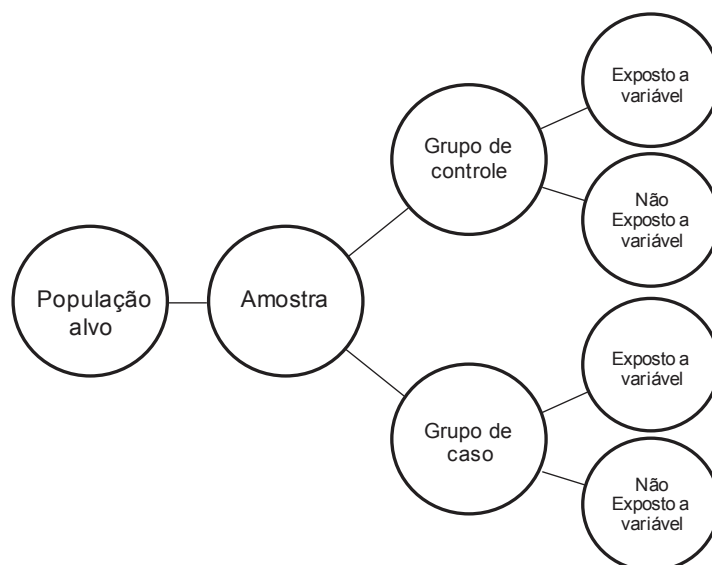 População
alvo
Amostra
Grupo de
controle
Exposto a
variável
Não
Exposto a
variável
Grupo de
caso
Exposto a
variável
Não
Exposto a
variável